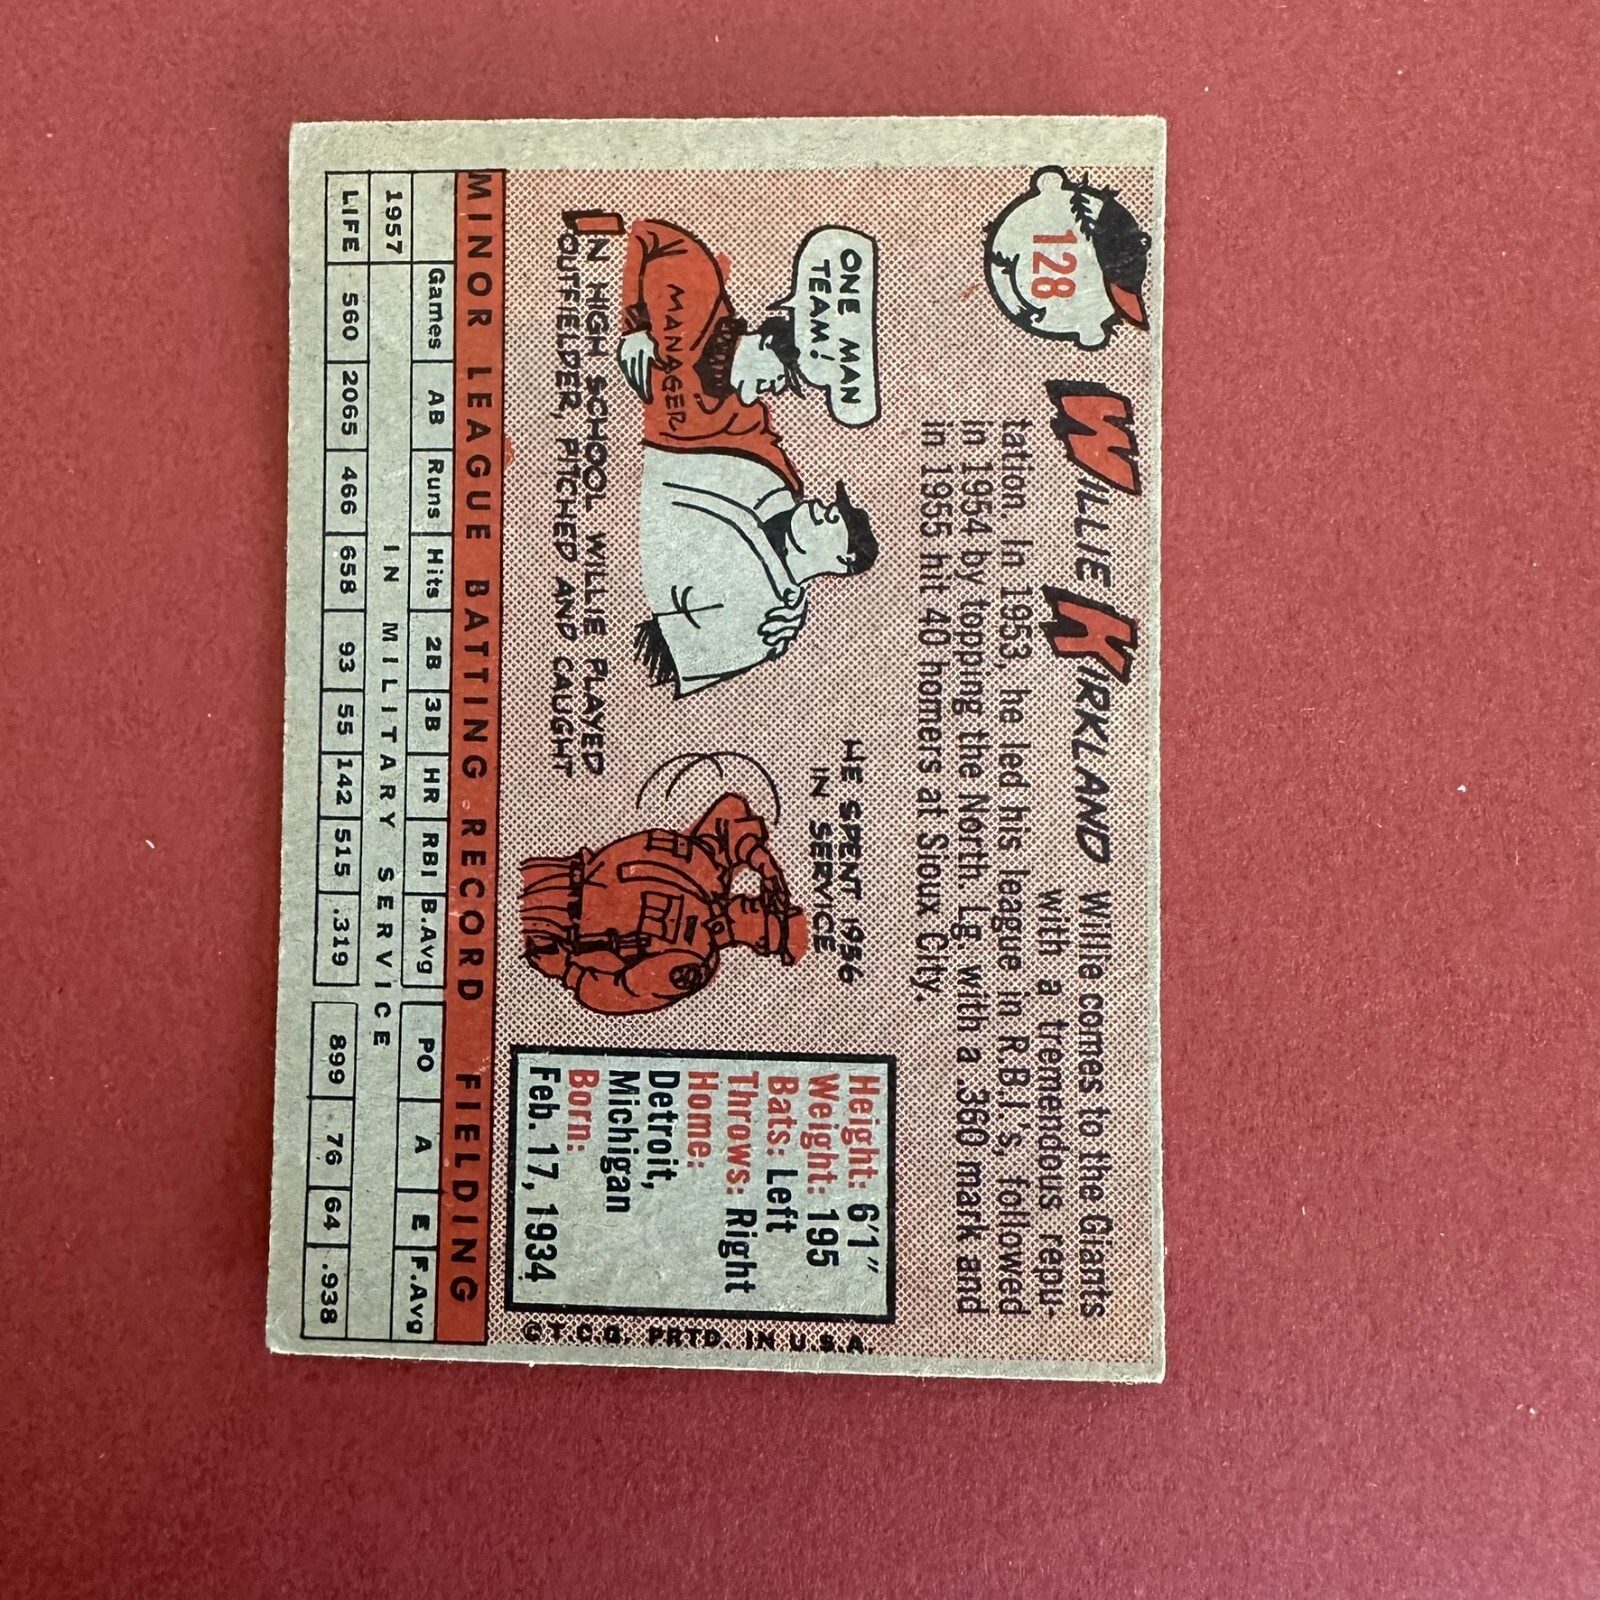 128
WILLIE KIRKLAND Willie comes to the Giants
with a tremendous repu-
tation. In 1953, he led his league in R.B.I.'s, followed
in 1954 by topping the North. Lg. with a .360 mark and
in 1955 hit 40 homers at Sioux City.
ONE MAN
TEAM!
MANAGER
IN HIGH SCHOOL WILLIE PLAYED
OUTFIELDER, PITCHED AND CAUGHT
HE SPENT 1956
IN SERVICE
Height: 6'1"
Weight: 195
Bats: Left
Throws: Right
Home:
Detroit,
Michigan
Born:
Feb. 17, 1934
© T.C.G. PRTD. IN U.S.A.
MINOR LEAGUE BATTING RECORD FIELDING
Games AB Runs Hits 2B 3B HR RBI B.Avg PO A E F.Avg
1957 IN MILITARY SERVICE
LIFE 560 2065 466 658 93 55 142 515 .319 899 76 64 .938